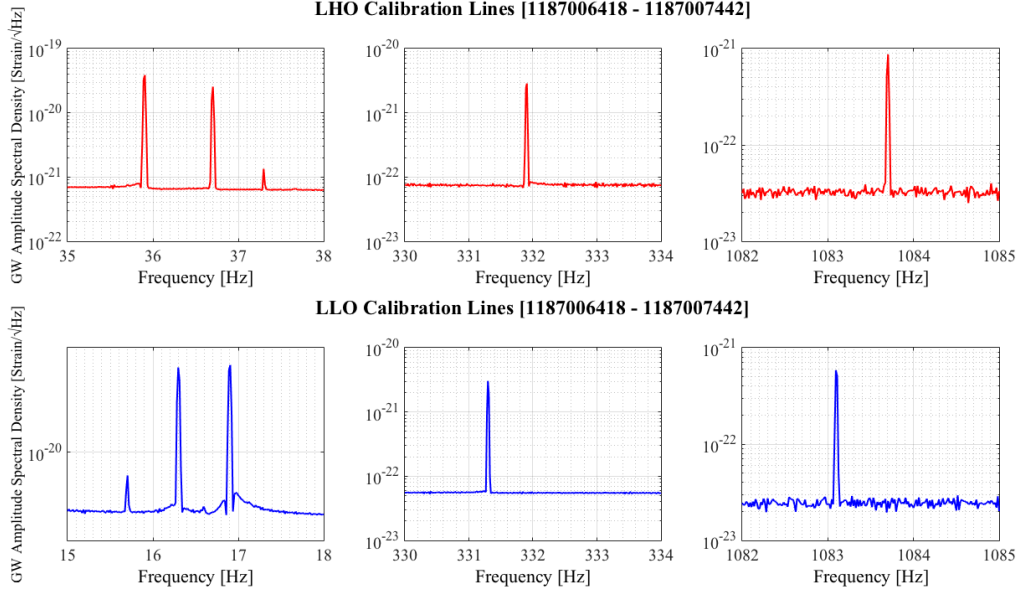 LHO Calibration Lines [1187006418 - 1187007442]
GW Amplitude Spectral Density [Strain/√Hz]
10^-19
10^-20
10^-21
10^-22
35 36 37 38
Frequency [Hz]
10^-20
10^-21
10^-22
10^-23
330 331 332 333 334
Frequency [Hz]
10^-21
10^-22
10^-23
1082 1083 1084 1085
Frequency [Hz]
LLO Calibration Lines [1187006418 - 1187007442]
GW Amplitude Spectral Density [Strain/√Hz]
10^-20
15 16 17 18
Frequency [Hz]
10^-20
10^-21
10^-22
10^-23
330 331 332 333 334
Frequency [Hz]
10^-21
10^-22
10^-23
1082 1083 1084 1085
Frequency [Hz]